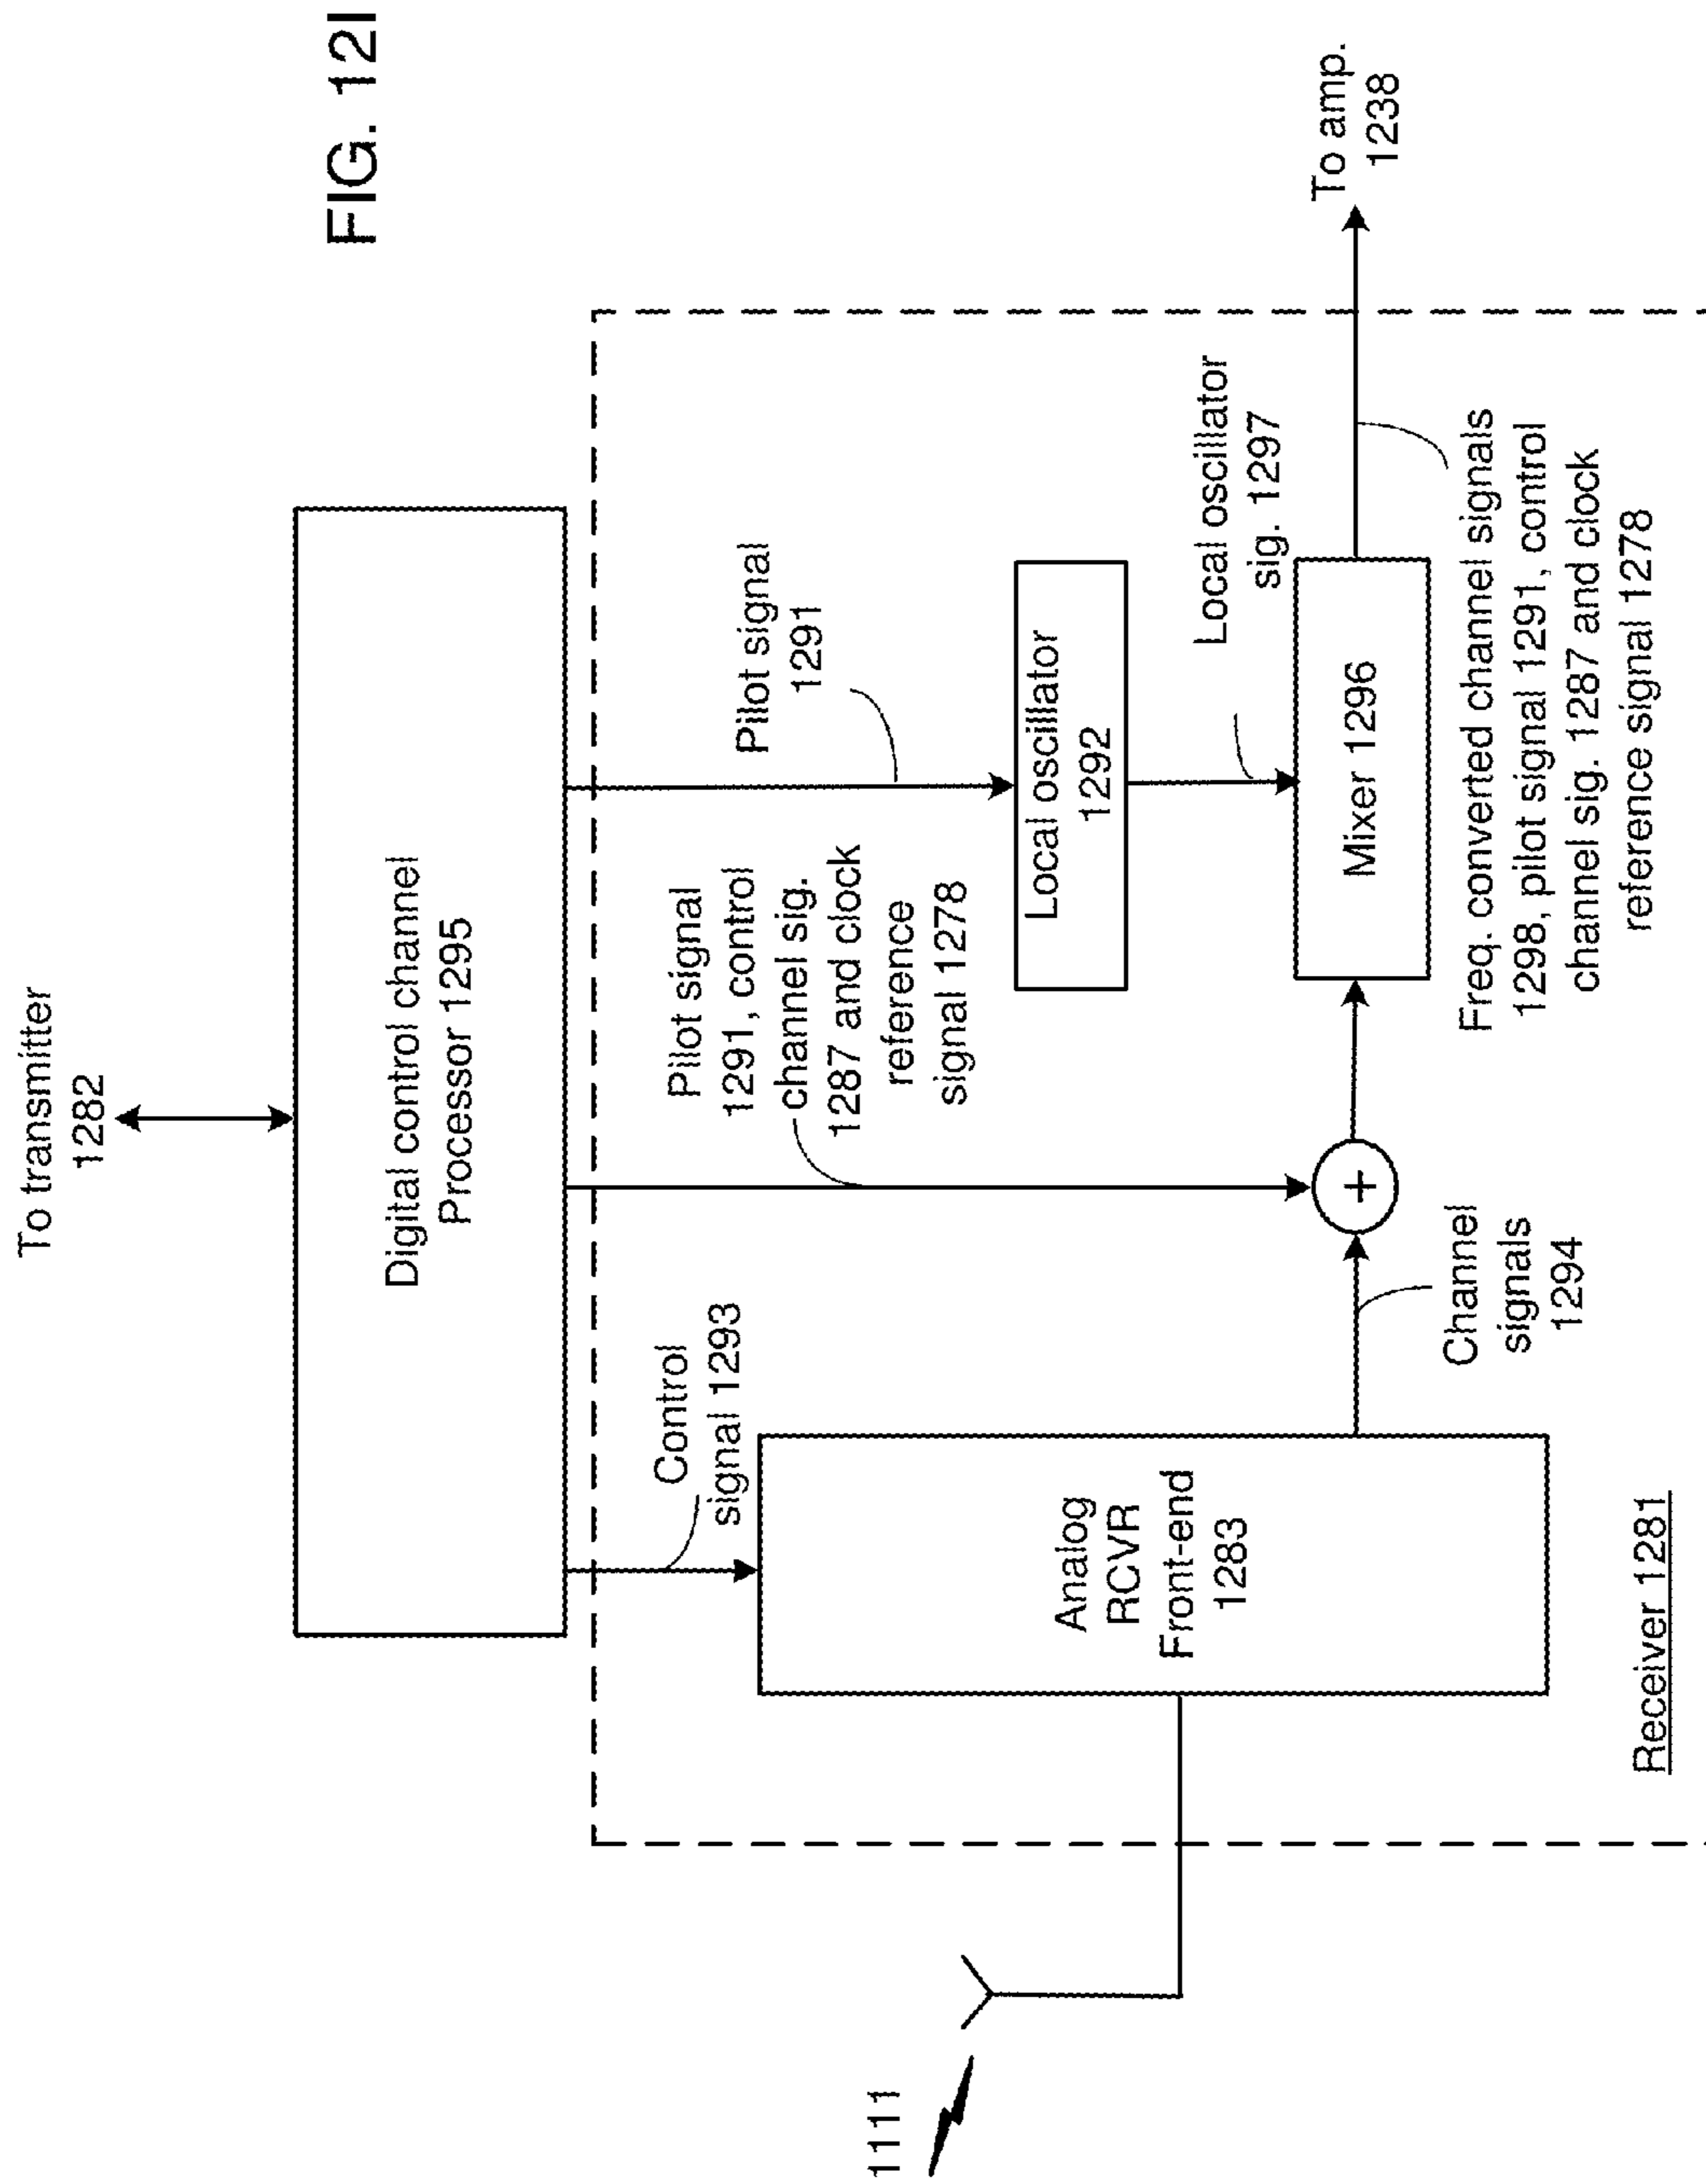 FIG. 12I
To transmitter
1282
Digital control channel
Processor 1295
Control
signal 1293
Pilot signal
1291, control
channel sig.
1287 and clock
reference
signal 1278
Pilot signal
1291
Local oscillator
1292
Local oscillator
sig. 1297
1111
Analog
RCVR
Front-end
1283
Channel
signals
1294
+
Mixer 1296
To amp.
1238
Freq. converted channel signals
1298, pilot signal 1291, control
channel sig. 1287 and clock
reference signal 1278
Receiver 1281